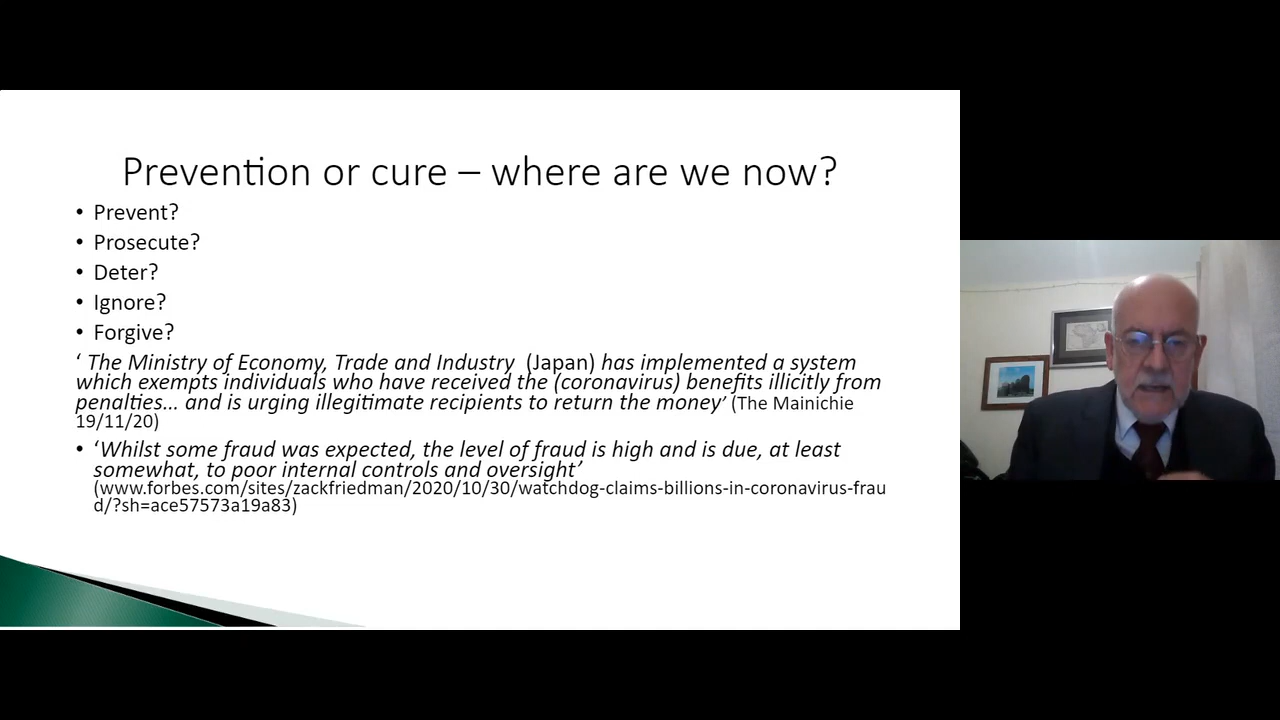 Prevention or cure – where are we now?
• Prevent?
• Prosecute?
• Deter?
• Ignore?
• Forgive?
‘ The Ministry of Economy, Trade and Industry (Japan) has implemented a system
which exempts individuals who have received the (coronavirus) benefits illicitly from
penalties... and is urging illegitimate recipients to return the money’ (The Mainichie
19/11/20)
• ‘Whilst some fraud was expected, the level of fraud is high and is due, at least
somewhat, to poor internal controls and oversight’
(www.forbes.com/sites/zackfriedman/2020/10/30/watchdog-claims-billions-in-coronavirus-frau
d/?sh=ace57573a19a83)